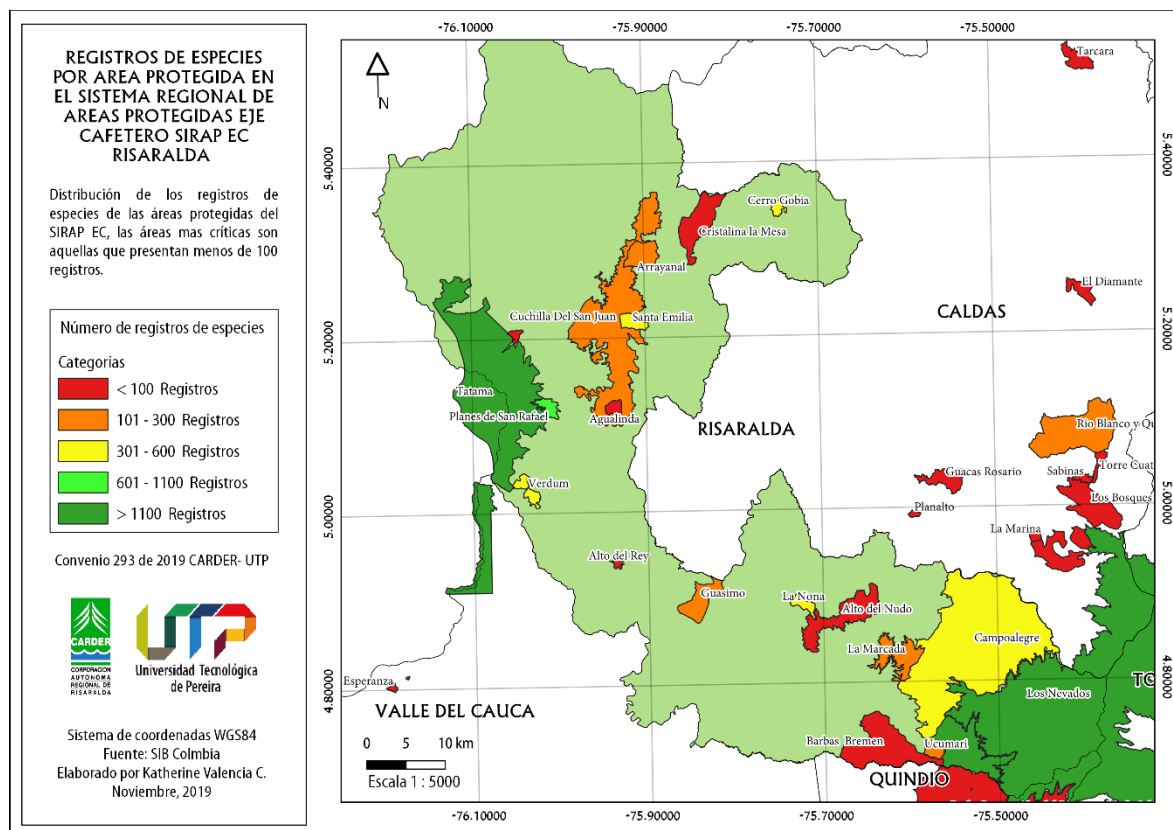 REGISTROS DE ESPECIES
POR AREA PROTEGIDA EN
EL SISTEMA REGIONAL DE
AREAS PROTEGIDAS EJE
CAFETERO SIRAP EC
RISARALDA
Distribución de los registros de
especies de las áreas protegidas del
SIRAP EC, las áreas mas críticas son
aquellas que presentan menos de 100
registros.
Número de registros de especies
Categorias
< 100 Registros
101 - 300 Registros
301 - 600 Registros
601 - 1100 Registros
> 1100 Registros
Convenio 293 de 2019 CARDER- UTP
CARDER
CORPORACION
AUTONOMA
REGIONAL DE
RISARALDA
UTP
Universidad Tecnológica
de Pereira
Sistema de coordenadas WGS84
Fuente: SIB Colmbia
Elaborado por Katherine Valencia C.
Noviembre, 2019
-76.10000
-75.90000
-75.70000
-75.50000
N
Tarcara
5.40000
5.40000
Cerro Gobia
Cristalina la Mesa
Arrayanal
El Diamante
CALDAS
Cuchilla Del San Juan
Santa Emilia
5.20000
5.20000
Tatama
Planes de San Rafael
Agualinda
RISARALDA
Rio Blanco y Qu
Guacas Rosario
Sabinas
Torre Cuat
Verdum
Planalto
Los Bosques
5.00000
5.00000
La Marina
Alto del Rey
Guasimo
La Nona
Alto del Nudo
Campoalegre
La Marcada
Esperanza
Los Nevados
TO
4.80000
4.80000
VALLE DEL CAUCA
Barbas Bremen
Ucumari
0 5 10 km
Escala 1 : 5000
QUINDIO
-76.10000
-75.90000
-75.70000
-75.50000